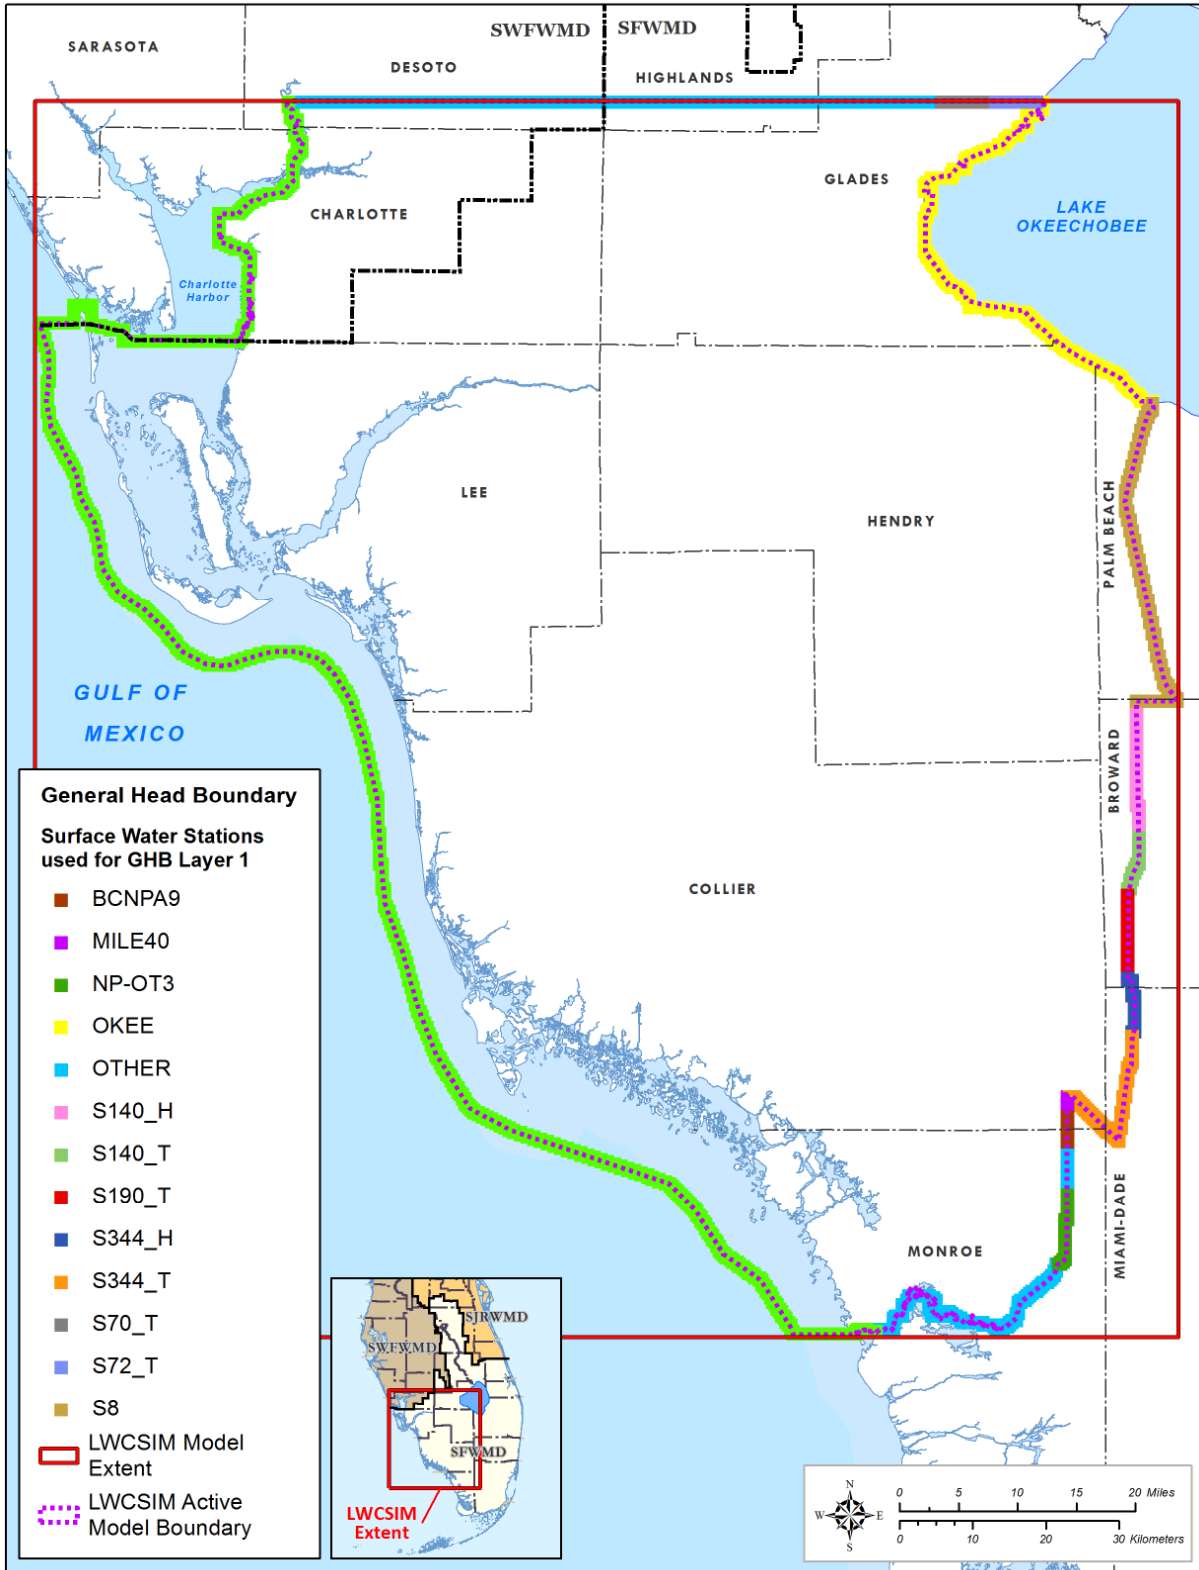 SWFWMD
SFWMD
SARASOTA
DESOTO
HIGHLANDS
GLADES
CHARLOTTE
LAKE
OKEECHOBEE
Charlotte
Harbor
LEE
HENDRY
PALM BEACH
GULF OF
MEXICO
BROWARD
COLLIER
MIAMI-DADE
MONROE
General Head Boundary
Surface Water Stations
used for GHB Layer 1
BCNPA9
MILE40
NP-OT3
OKEE
OTHER
S140_H
S140_T
S190_T
S344_H
S344_T
S70_T
S72_T
S8
LWCSIM Model
Extent
LWCSIM Active
Model Boundary
SJRWMD
SWFWMD
SFWMD
LWCSIM
Extent
N
W
E
S
0 5 10 15 20 Miles
0 10 20 30 Kilometers